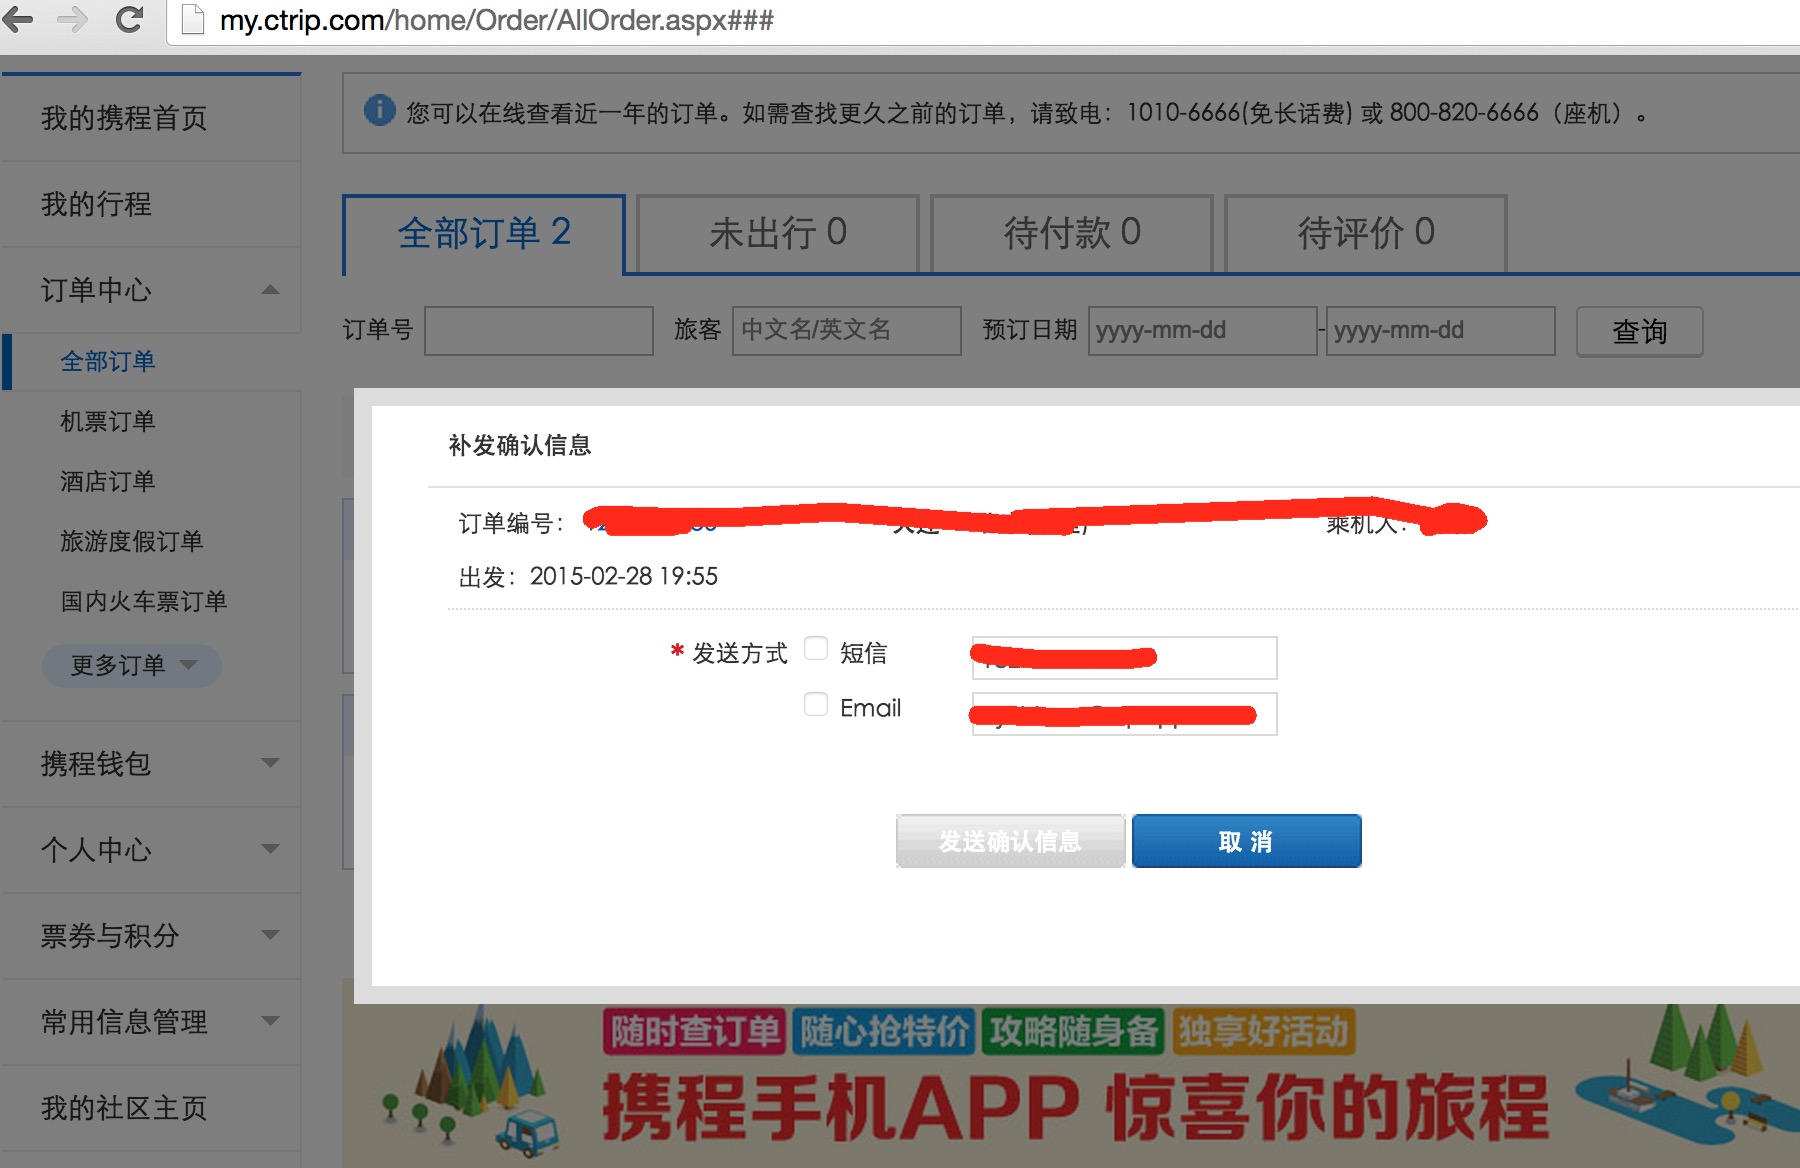 my.ctrip.com/home/Order/AllOrder.aspx###
我的携程首页
我的行程
订单中心
全部订单
机票订单
酒店订单
旅游度假订单
国内火车票订单
更多订单
携程钱包
个人中心
票券与积分
常用信息管理
我的社区主页
您可以在线查看近一年的订单。如需查找更久之前的订单，请致电：1010-6666(免长话费) 或 800-820-6666（座机）。
全部订单 2 未出行 0 待付款 0 待评价 0
订单号 旅客 中文名/英文名 预订日期 yyyy-mm-dd - yyyy-mm-dd 查询
补发确认信息
订单编号： 乘机人：
出发：2015-02-28 19:55
* 发送方式 短信
Email
发送确认信息 取 消
随时查订单 随心抢特价 攻略随身备 独享好活动
携程手机APP 惊喜你的旅程